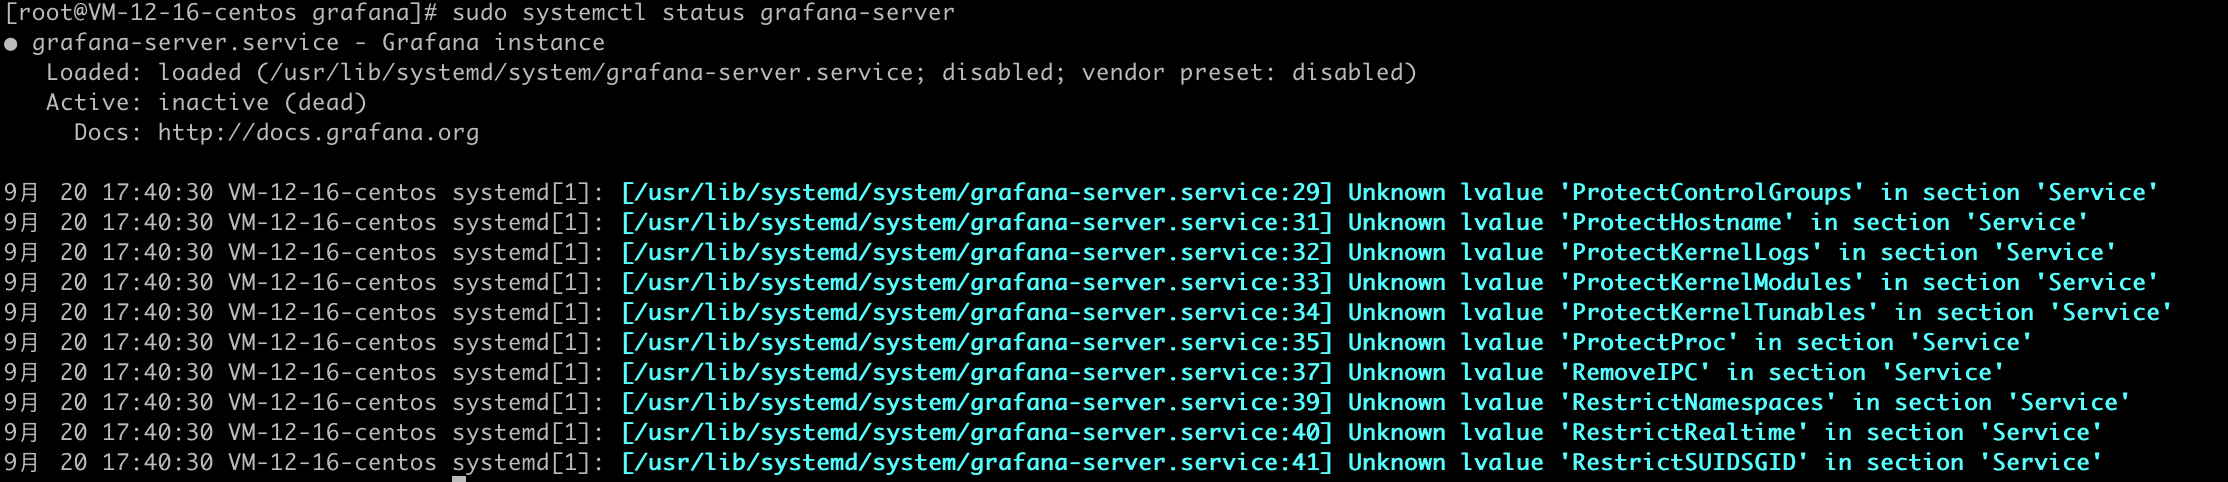 [root@VM-12-16-centos grafana]# sudo systemctl status grafana-server
● grafana-server.service - Grafana instance
   Loaded: loaded (/usr/lib/systemd/system/grafana-server.service; disabled; vendor preset: disabled)
   Active: inactive (dead)
     Docs: http://docs.grafana.org

9月 20 17:40:30 VM-12-16-centos systemd[1]: [/usr/lib/systemd/system/grafana-server.service:29] Unknown lvalue 'ProtectControlGroups' in section 'Service'
9月 20 17:40:30 VM-12-16-centos systemd[1]: [/usr/lib/systemd/system/grafana-server.service:31] Unknown lvalue 'ProtectHostname' in section 'Service'
9月 20 17:40:30 VM-12-16-centos systemd[1]: [/usr/lib/systemd/system/grafana-server.service:32] Unknown lvalue 'ProtectKernelLogs' in section 'Service'
9月 20 17:40:30 VM-12-16-centos systemd[1]: [/usr/lib/systemd/system/grafana-server.service:33] Unknown lvalue 'ProtectKernelModules' in section 'Service'
9月 20 17:40:30 VM-12-16-centos systemd[1]: [/usr/lib/systemd/system/grafana-server.service:34] Unknown lvalue 'ProtectKernelTunables' in section 'Service'
9月 20 17:40:30 VM-12-16-centos systemd[1]: [/usr/lib/systemd/system/grafana-server.service:35] Unknown lvalue 'ProtectProc' in section 'Service'
9月 20 17:40:30 VM-12-16-centos systemd[1]: [/usr/lib/systemd/system/grafana-server.service:37] Unknown lvalue 'RemoveIPC' in section 'Service'
9月 20 17:40:30 VM-12-16-centos systemd[1]: [/usr/lib/systemd/system/grafana-server.service:39] Unknown lvalue 'RestrictNamespaces' in section 'Service'
9月 20 17:40:30 VM-12-16-centos systemd[1]: [/usr/lib/systemd/system/grafana-server.service:40] Unknown lvalue 'RestrictRealtime' in section 'Service'
9月 20 17:40:30 VM-12-16-centos systemd[1]: [/usr/lib/systemd/system/grafana-server.service:41] Unknown lvalue 'RestrictSUIDSGID' in section 'Service'